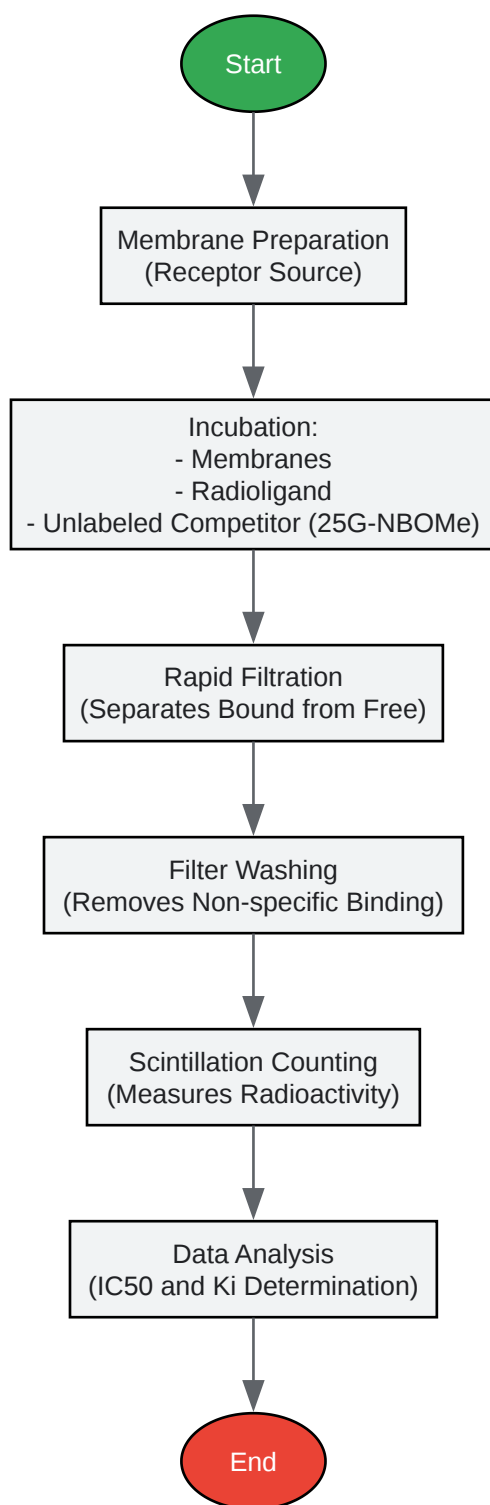 Start
Membrane Preparation
(Receptor Source)
Incubation:
- Membranes
- Radioligand
- Unlabeled Competitor (25G-NBOMe)
Rapid Filtration
(Separates Bound from Free)
Filter Washing
(Removes Non-specific Binding)
Scintillation Counting
(Measures Radioactivity)
Data Analysis
(IC50 and Ki Determination)
End